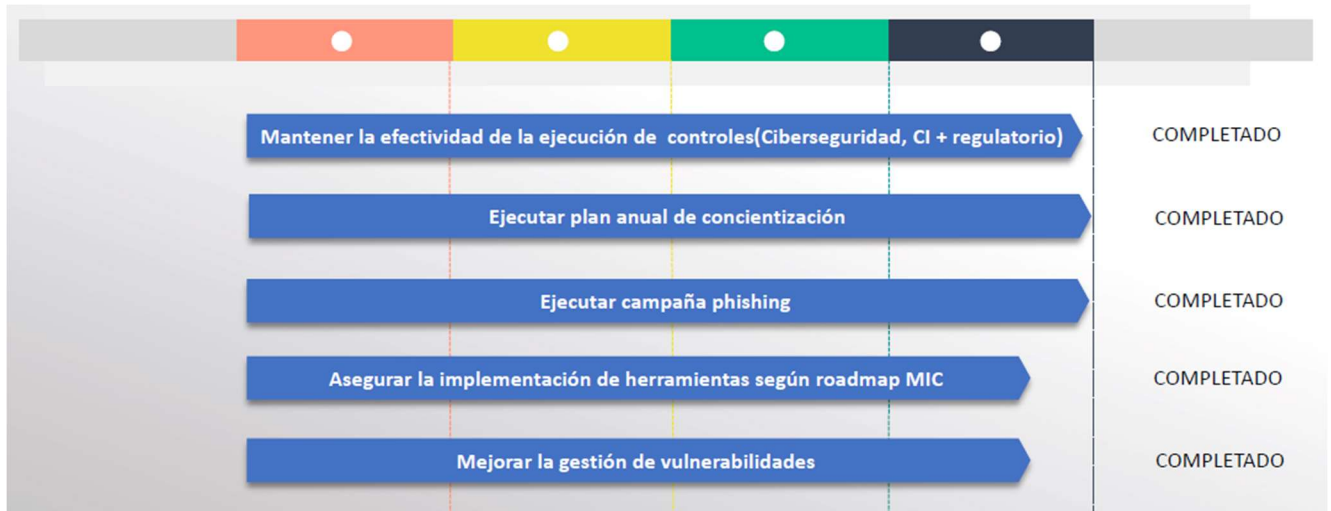 Mantener la efectividad de la ejecución de controles(Ciberseguridad, CI + regulatorio)
COMPLETADO
Ejecutar plan anual de concientización
COMPLETADO
Ejecutar campaña phishing
COMPLETADO
Asegurar la implementación de herramientas según roadmap MIC
COMPLETADO
Mejorar la gestión de vulnerabilidades
COMPLETADO